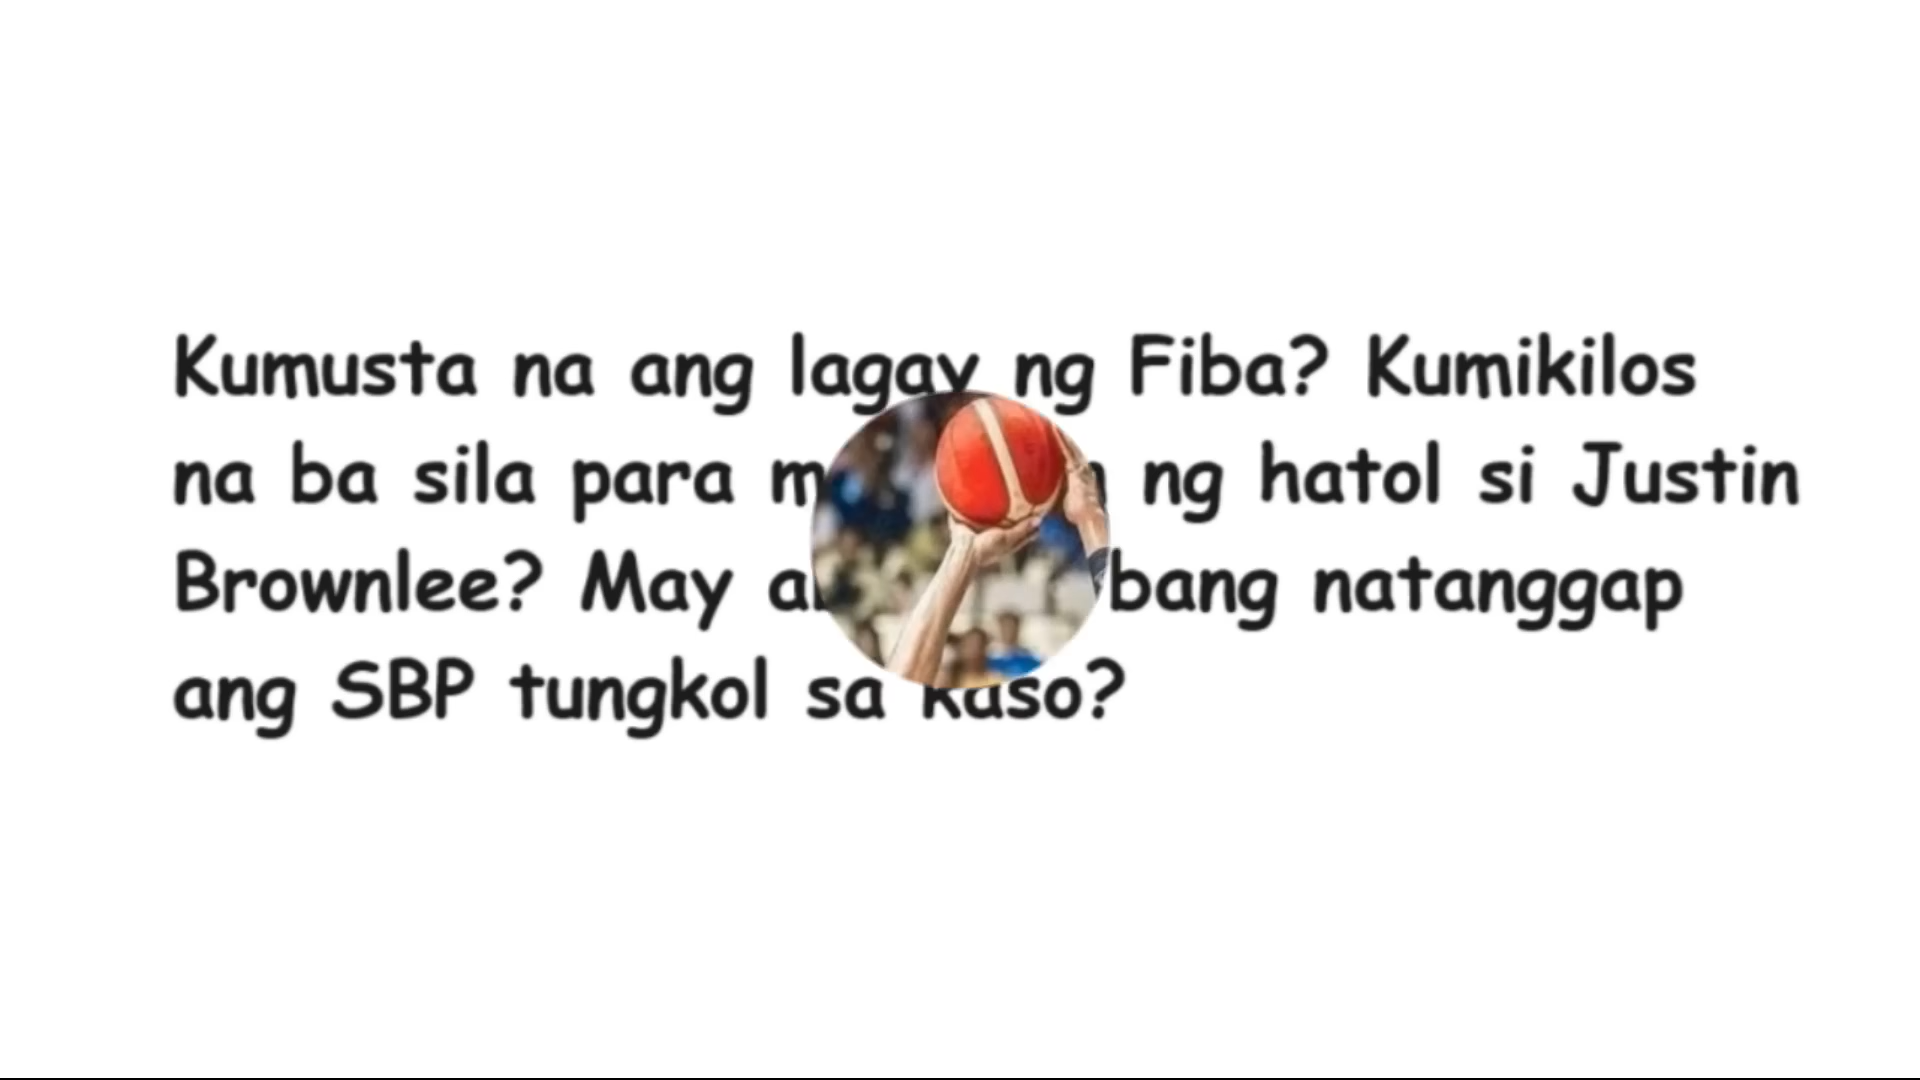 Kumusta na ang lagay ng Fiba? Kumikilos
na ba sila para ng hatol si Justin
Brownlee? May natanggap
ang SBP tungkol sa kaso?